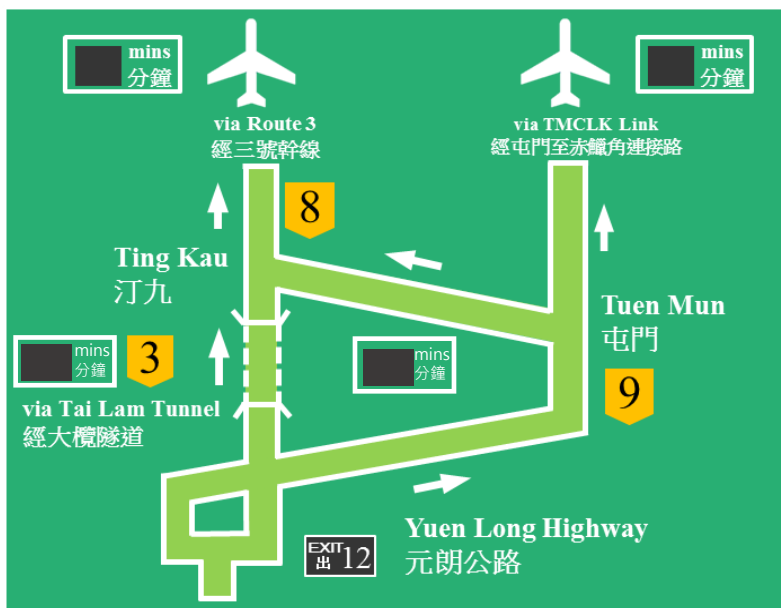 mins
分鐘
mins
分鐘
via Route 3
經三號幹線
via TMCLK Link
經屯門至赤鱲角連接路
8
Ting Kau
汀九
Tuen Mun
屯門
mins
分鐘
3
mins
分鐘
9
via Tai Lam Tunnel
經大欖隧道
EXIT
出 12
Yuen Long Highway
元朗公路